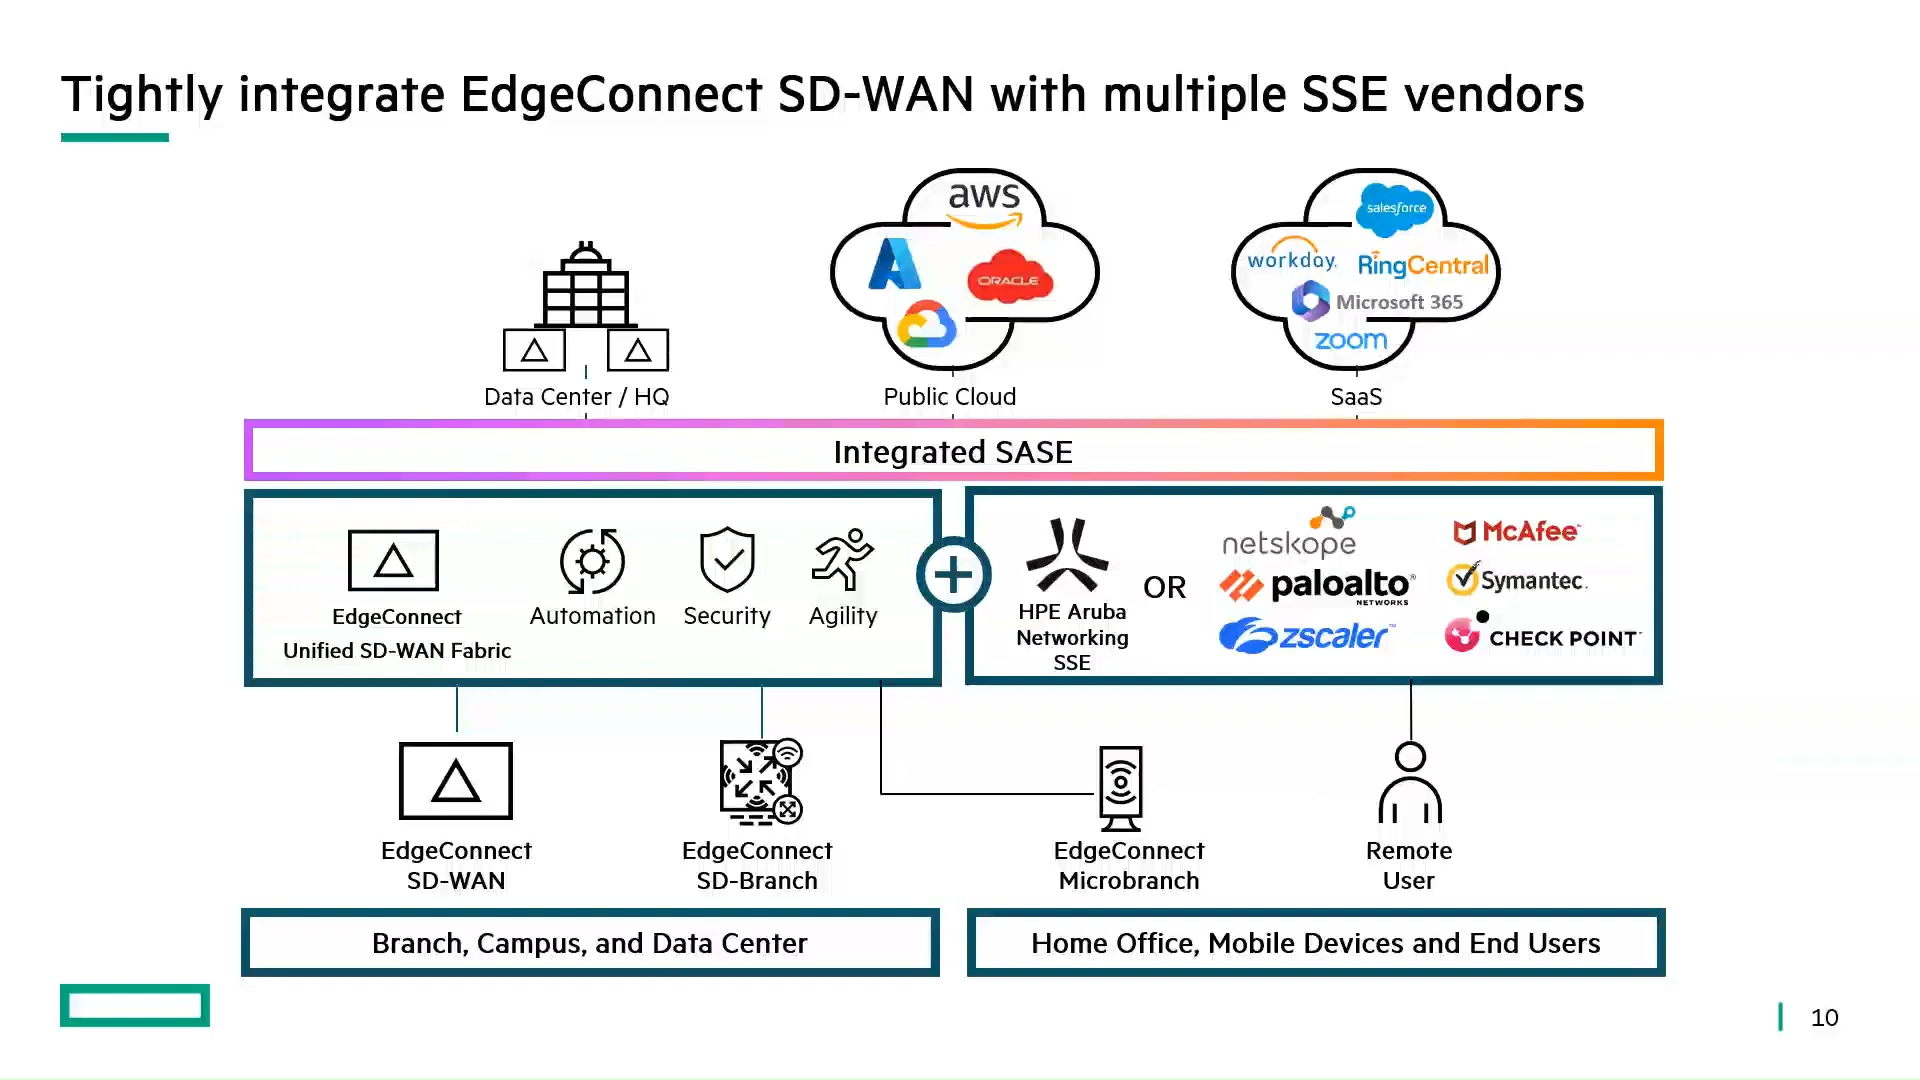 Tightly integrate EdgeConnect SD-WAN with multiple SSE vendors
aws
ORACLE
salesforce
workday.
RingCentral
Microsoft 365
zoom
Data Center / HQ
Public Cloud
SaaS
Integrated SASE
EdgeConnect
Unified SD-WAN Fabric
Automation
Security
Agility
HPE Aruba
Networking
SSE
OR
netskope
paloalto
NETWORKS
zscaler™
McAfee™
Symantec.
CHECK POINT™
EdgeConnect
SD-WAN
EdgeConnect
SD-Branch
EdgeConnect
Microbranch
Remote
User
Branch, Campus, and Data Center
Home Office, Mobile Devices and End Users
10